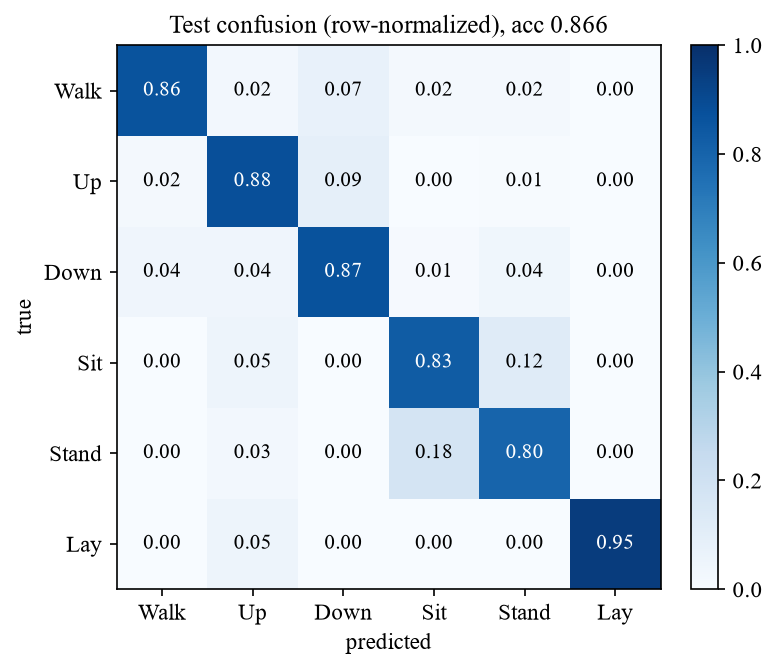 Test confusion (row-normalized), acc 0.866
Walk 0.86 0.02 0.07 0.02 0.02 0.00
Up 0.02 0.88 0.09 0.00 0.01 0.00
Down 0.04 0.04 0.87 0.01 0.04 0.00
Sit 0.00 0.05 0.00 0.83 0.12 0.00
Stand 0.00 0.03 0.00 0.18 0.80 0.00
Lay 0.00 0.05 0.00 0.00 0.00 0.95
Walk Up Down Sit Stand Lay
predicted
true
1.0
0.8
0.6
0.4
0.2
0.0